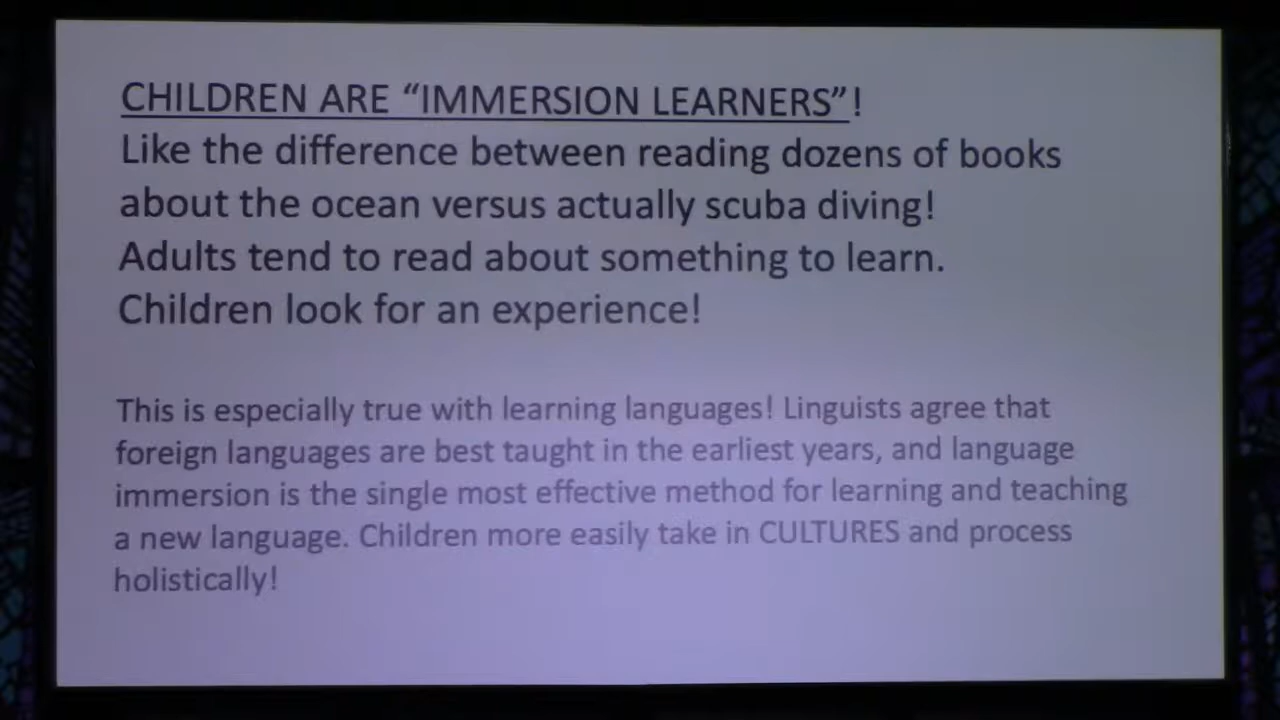 CHILDREN ARE “IMMERSION LEARNERS”!
Like the difference between reading dozens of books
about the ocean versus actually scuba diving!
Adults tend to read about something to learn.
Children look for an experience!
This is especially true with learning languages! Linguists agree that
foreign languages are best taught in the earliest years, and language
immersion is the single most effective method for learning and teaching
a new language. Children more easily take in CULTURES and process
holistically!